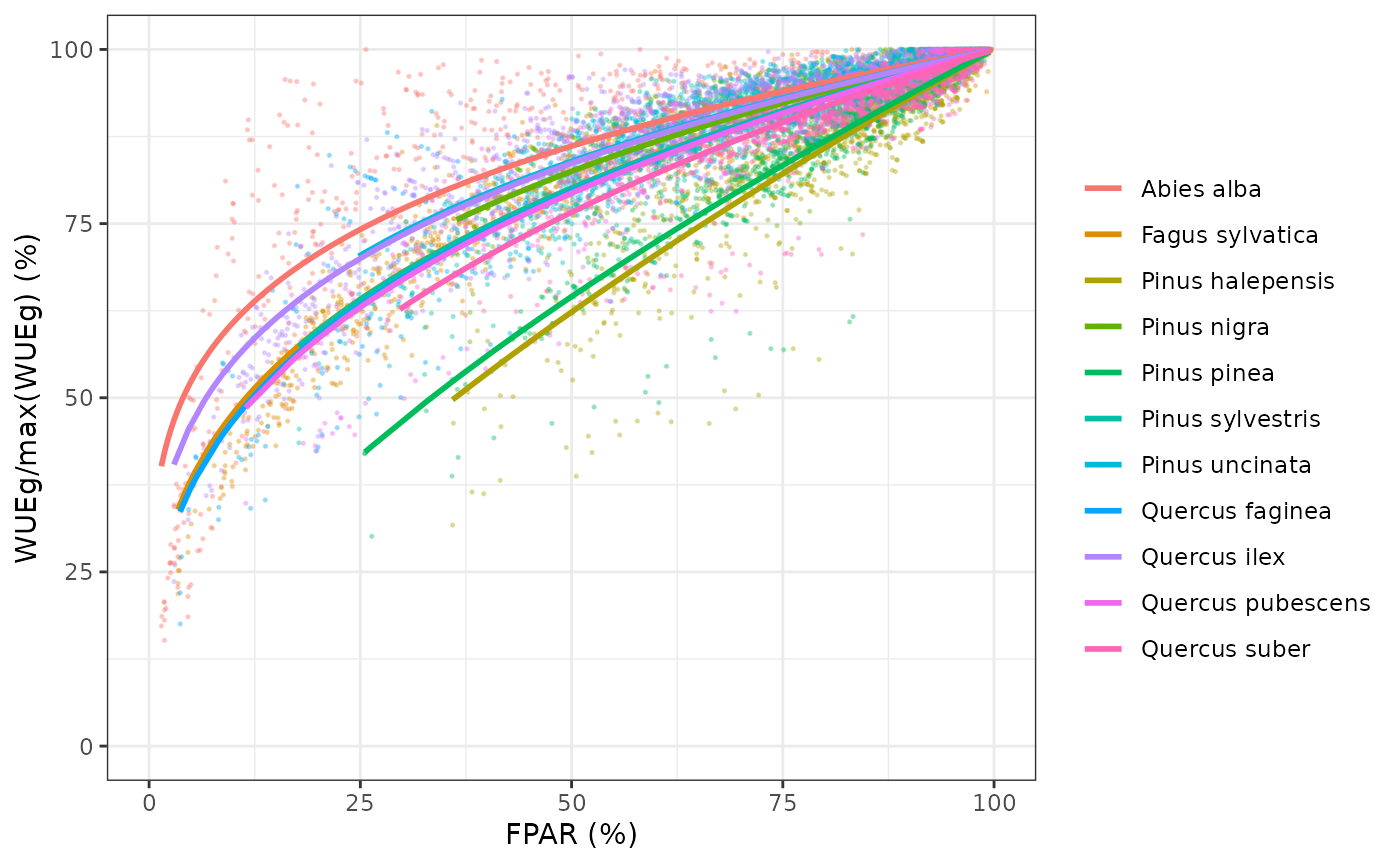 100
75
50
25
0
WUEg/max(WUEg) (%)
0 25 50 75 100
FPAR (%)
Abies alba
Fagus sylvatica
Pinus halepensis
Pinus nigra
Pinus pinea
Pinus sylvestris
Pinus uncinata
Quercus faginea
Quercus ilex
Quercus pubescens
Quercus suber